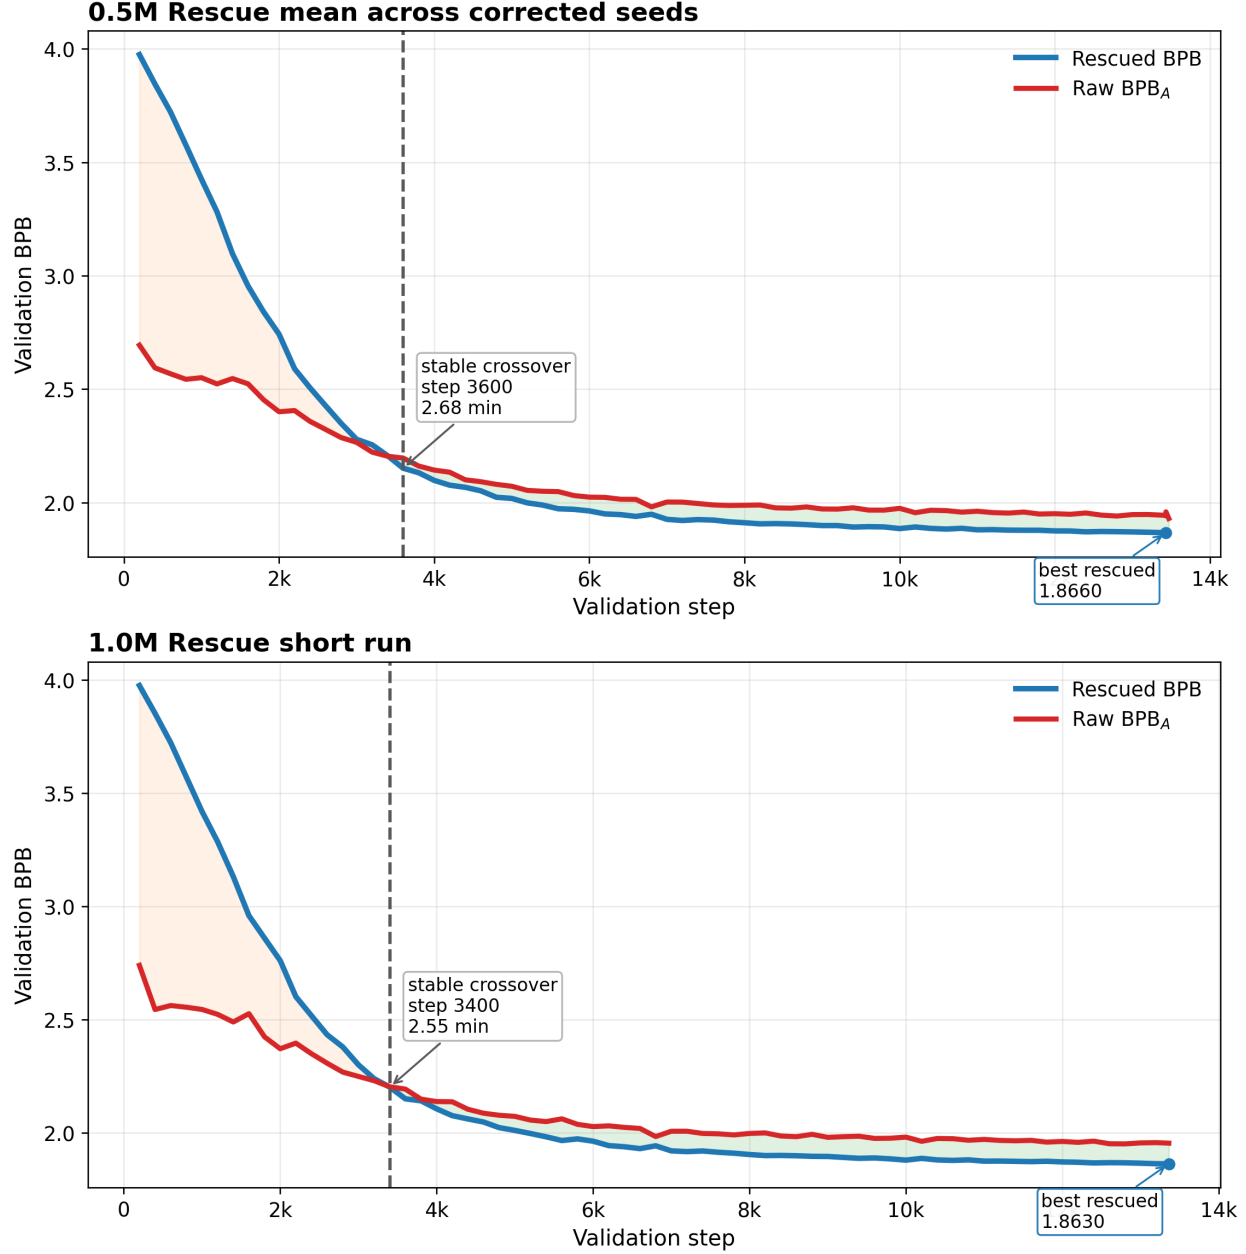 0.5M Rescue mean across corrected seeds
Validation BPB
4.0
3.5
3.0
2.5
2.0
Rescued BPB
Raw BPB_A
stable crossover
step 3600
2.68 min
best rescued
1.8660
0 2k 4k 6k 8k 10k 14k
Validation step
1.0M Rescue short run
Validation BPB
4.0
3.5
3.0
2.5
2.0
Rescued BPB
Raw BPB_A
stable crossover
step 3400
2.55 min
best rescued
1.8630
0 2k 4k 6k 8k 10k 14k
Validation step